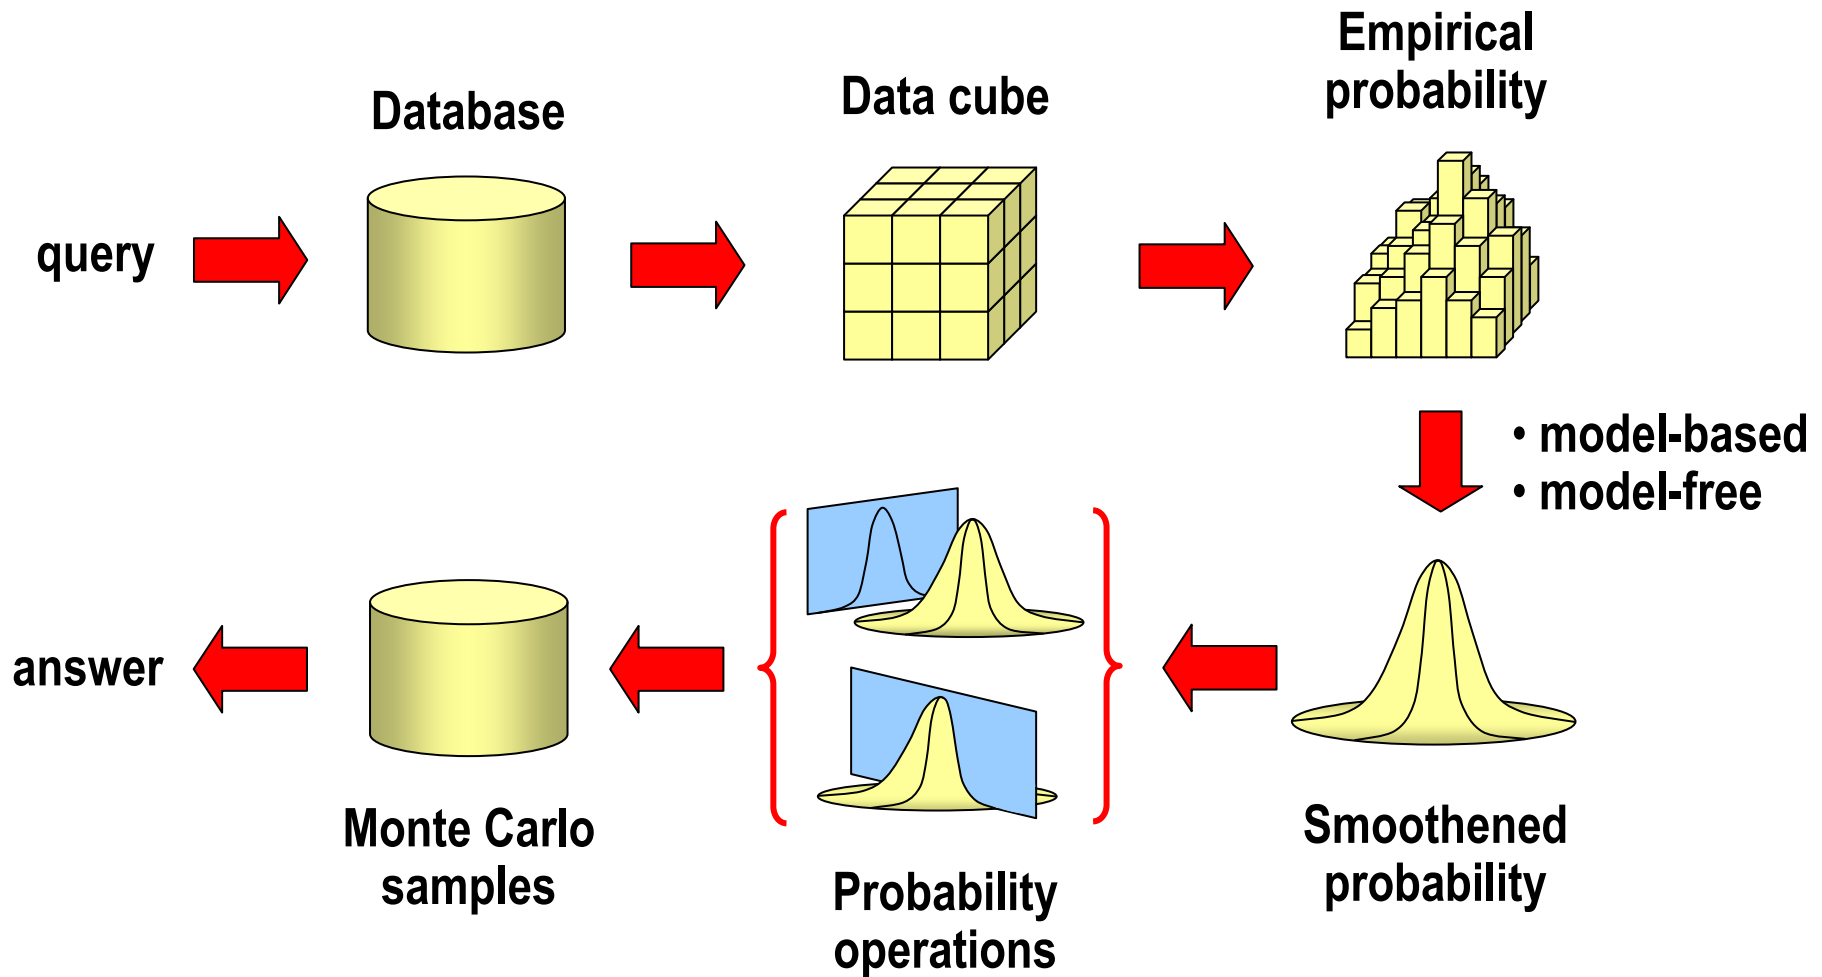 query
Database
Data cube
Empirical
probability
• model-based
• model-free
Smoothened
probability
Probability
operations
Monte Carlo
samples
answer